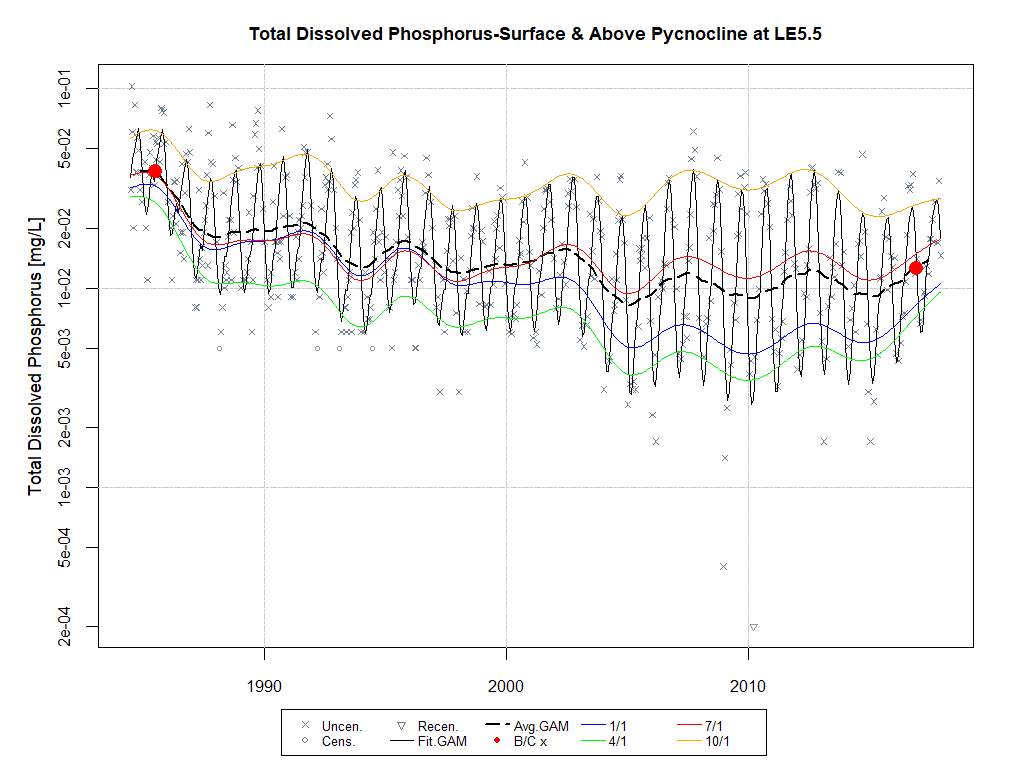 Total Dissolved Phosphorus-Surface & Above Pycnocline at LE5.5
Total Dissolved Phosphorus [mg/L]
1e-01
5e-02
2e-02
1e-02
5e-03
2e-03
1e-03
5e-04
2e-04
1990 2000 2010
Uncen. Recen. Avg.GAM 1/1 7/1
Cens. Fit.GAM B/C x 4/1 10/1